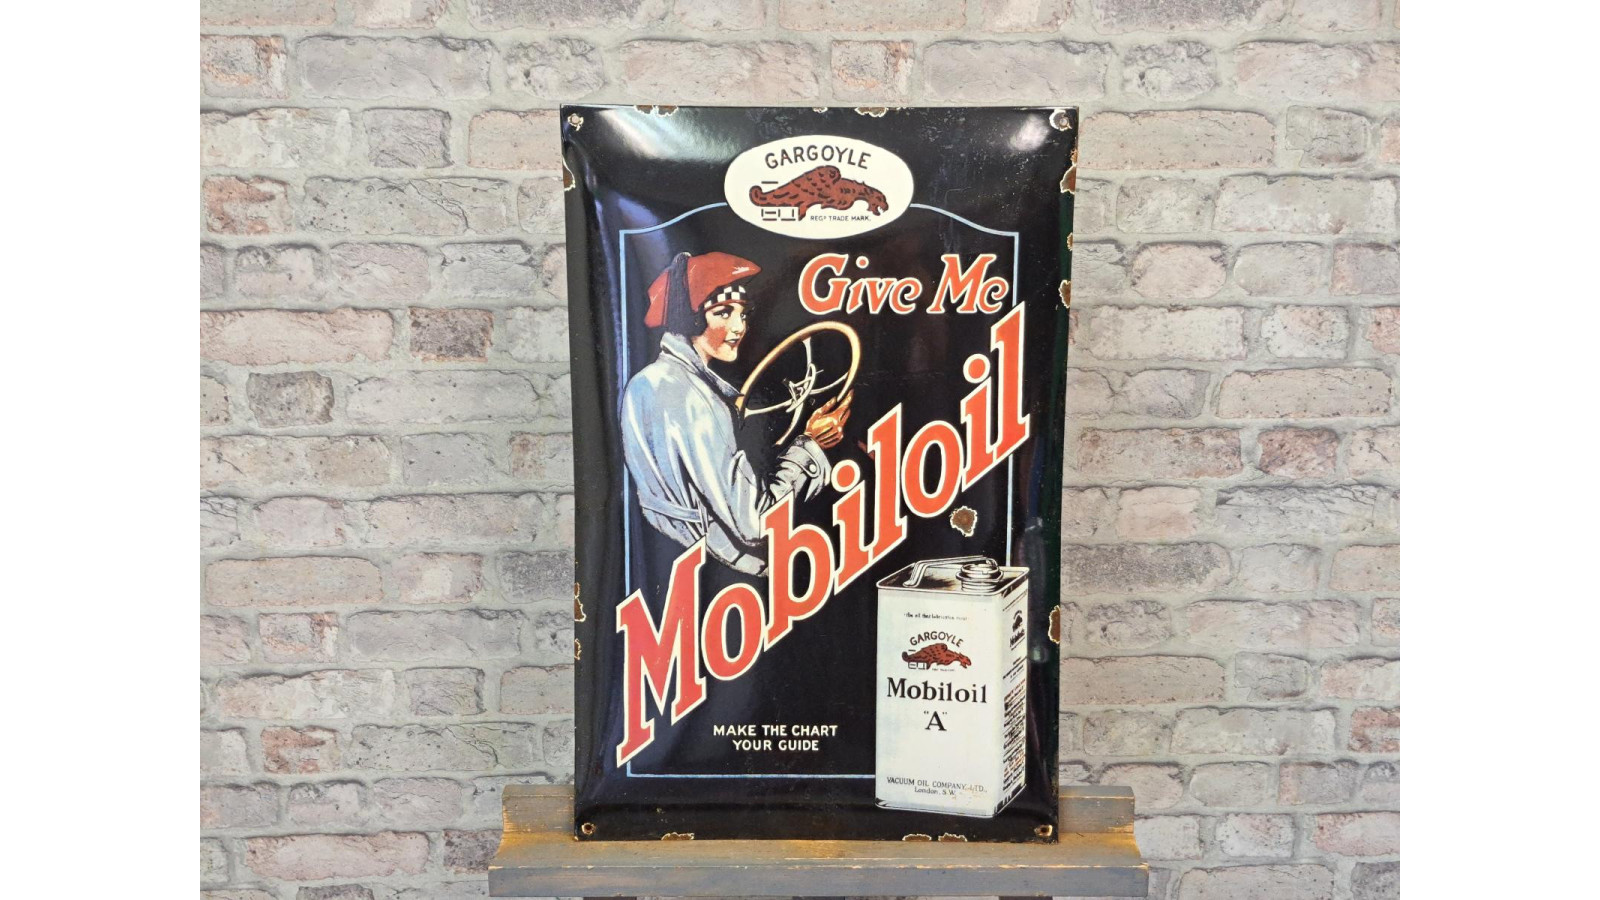 GARGOYLE
REGD TRADE MARK.
Give Me
Mobiloil
MAKE THE CHART
YOUR GUIDE
GARGOYLE
Mobiloil
"A"
VACUUM OIL COMPANY, LTD.
London, S.W.